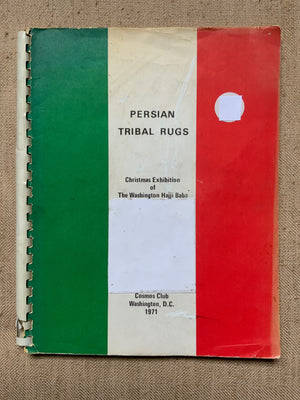 PERSIAN
TRIBAL RUGS
Christmas Exhibition
of
The Washington Hajji Baba
Cosmos Club
Washington, D.C.
1971